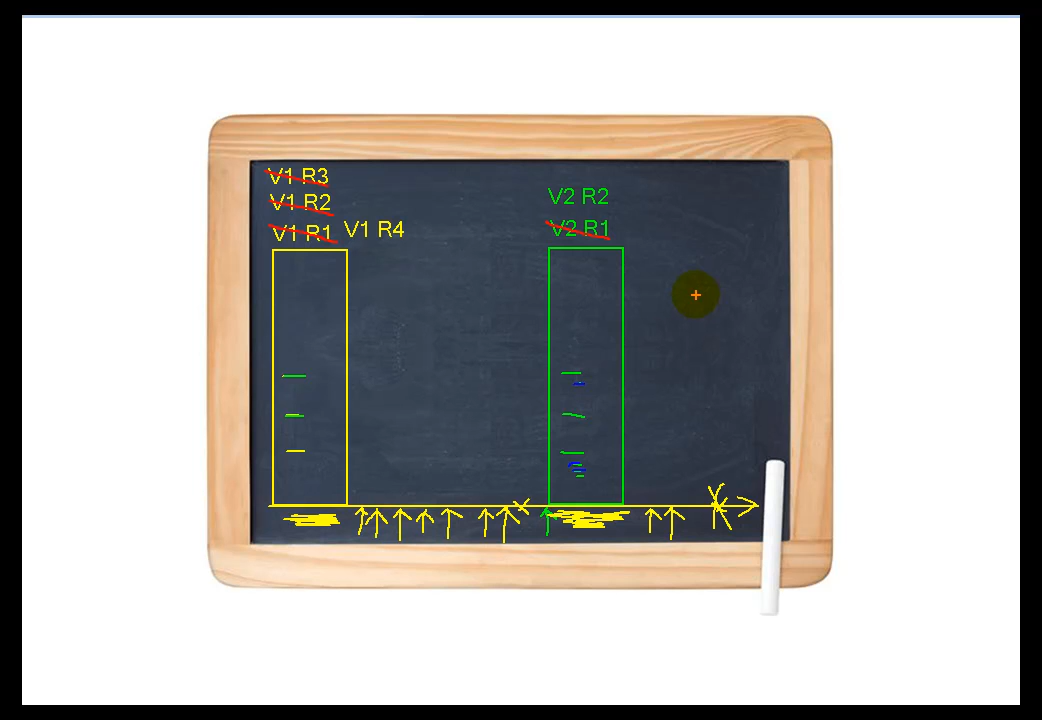 V1 R3
V1 R2
V1 R1 V1 R4
V2 R2
V2 R1